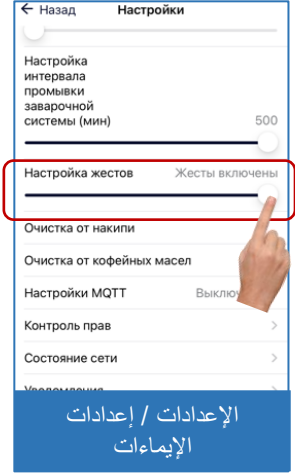 ← Назад Настройки
Настройка
интервала
промывки
заварочной
системы (мин) 500
Настройка жестов Жесты включены
Очистка от накипи
Очистка от кофейных масел
Настройки MQTT
Контроль прав >
Состояние сети >
Уведомления
الإعدادات / إعدادات
الإيماءات